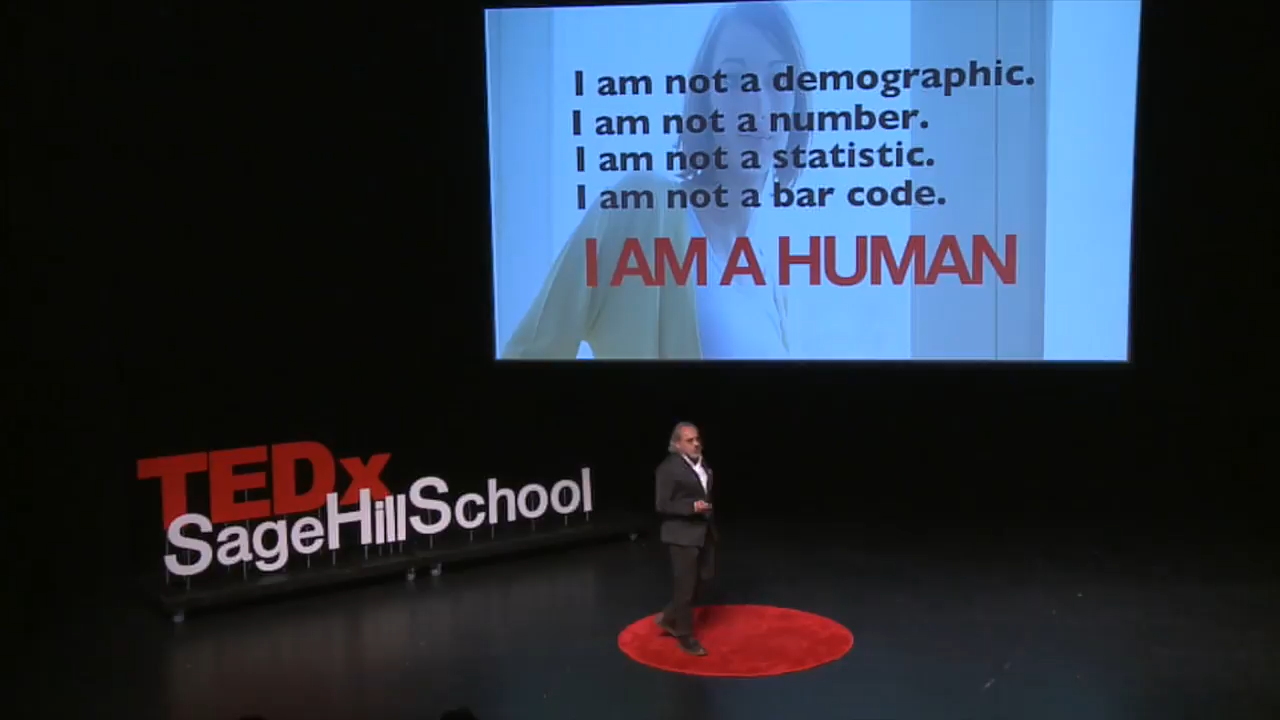 I am not a demographic.
I am not a number.
I am not a statistic.
I am not a bar code.
I AM A HUMAN
TEDx
SageHillSchool